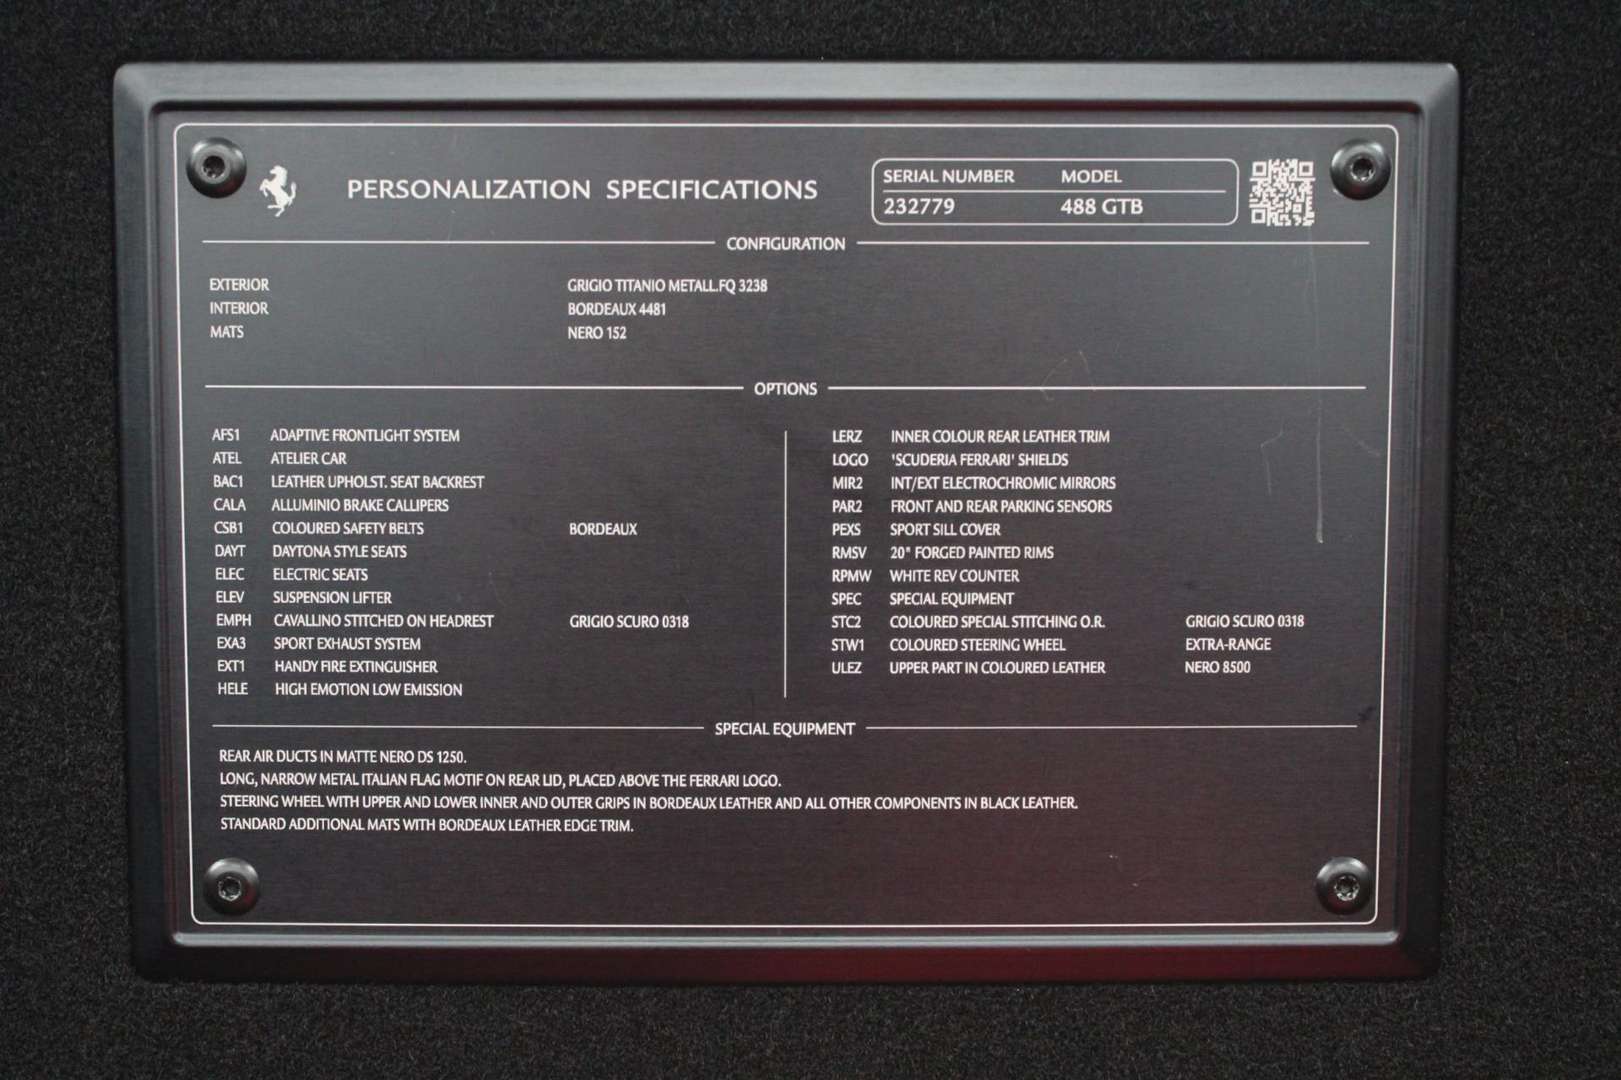 PERSONALIZATION SPECIFICATIONS
SERIAL NUMBER MODEL
232779 488 GTB
CONFIGURATION
EXTERIOR GRIGIO TITANIO METALL.FQ 3238
INTERIOR BORDEAUX 4481
MATS NERO 152
OPTIONS
AFS1 ADAPTIVE FRONTLIGHT SYSTEM
ATEL ATELIER CAR
BAC1 LEATHER UPHOLST. SEAT BACKREST
CALA ALLUMINIO BRAKE CALLIPERS
CSB1 COLOURED SAFETY BELTS BORDEAUX
DAYT DAYTONA STYLE SEATS
ELEC ELECTRIC SEATS
ELEV SUSPENSION LIFTER
EMPH CAVALLINO STITCHED ON HEADREST GRIGIO SCURO 0318
EXA3 SPORT EXHAUST SYSTEM
EXT1 HANDY FIRE EXTINGUISHER
HELE HIGH EMOTION LOW EMISSION
LERZ INNER COLOUR REAR LEATHER TRIM
LOGO 'SCUDERIA FERRARI' SHIELDS
MIR2 INT/EXT ELECTROCHROMIC MIRRORS
PAR2 FRONT AND REAR PARKING SENSORS
PEXS SPORT SILL COVER
RMSV 20" FORGED PAINTED RIMS
RPMW WHITE REV COUNTER
SPEC SPECIAL EQUIPMENT
STC2 COLOURED SPECIAL STITCHING O.R. GRIGIO SCURO 0318
STW1 COLOURED STEERING WHEEL EXTRA-RANGE
ULEZ UPPER PART IN COLOURED LEATHER NERO 8500
SPECIAL EQUIPMENT
REAR AIR DUCTS IN MATTE NERO DS 1250.
LONG, NARROW METAL ITALIAN FLAG MOTIF ON REAR LID, PLACED ABOVE THE FERRARI LOGO.
STEERING WHEEL WITH UPPER AND LOWER INNER AND OUTER GRIPS IN BORDEAUX LEATHER AND ALL OTHER COMPONENTS IN BLACK LEATHER.
STANDARD ADDITIONAL MATS WITH BORDEAUX LEATHER EDGE TRIM.